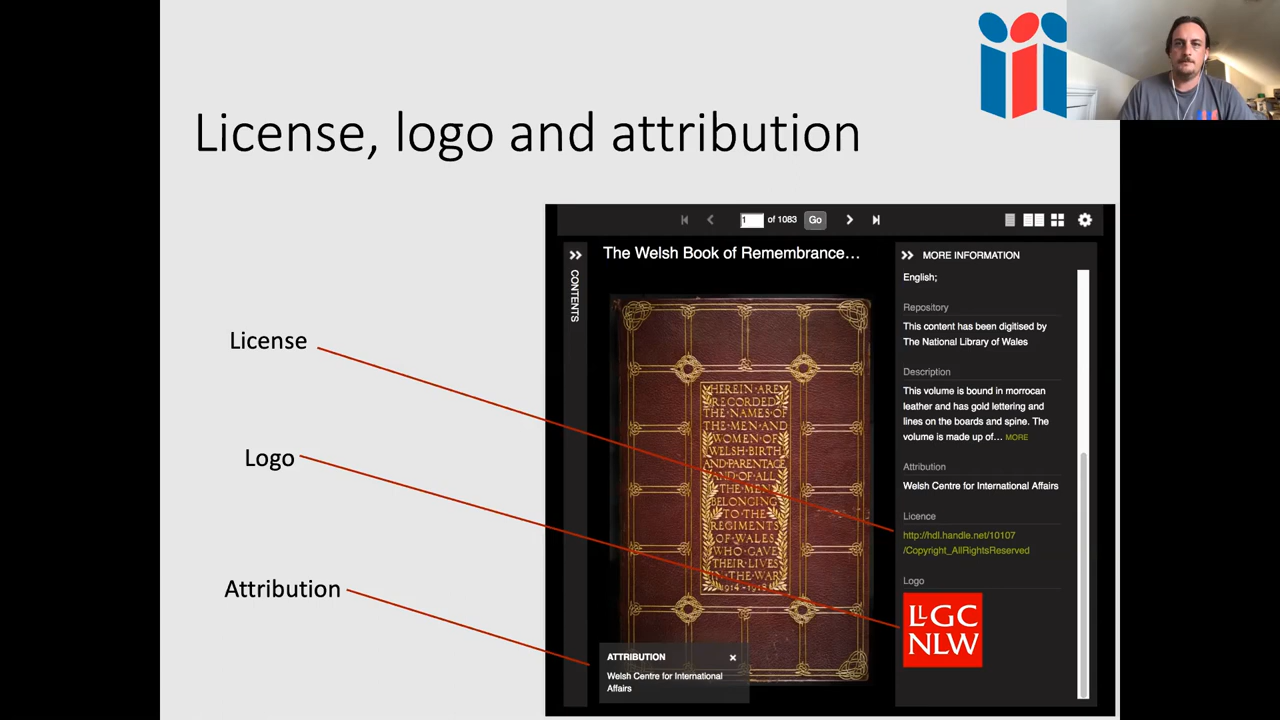 License, logo and attribution
License
Logo
Attribution
1 of 1083 Go
CONTENTS
The Welsh Book of Remembrance…
HEREIN·ARE
RECORDED
THE·NAMES·OF
THE·MEN·AND
WOMEN·OF
WELSH·BIRTH
AND·PARENTAGE
AND·OF·ALL
THE·MEN
BELONGING
TO·THE
REGIMENTS
OF·WALES
WHO·GAVE
THEIR·LIVES
IN·THE·WAR
1914-1918
ATTRIBUTION
Welsh Centre for International
Affairs
MORE INFORMATION
English;
Repository
This content has been digitised by
The National Library of Wales
Description
This volume is bound in morrocan
leather and has gold lettering and
lines on the boards and spine. The
volume is made up of… MORE
Attribution
Welsh Centre for International Affairs
Licence
http://hdl.handle.net/10107
/Copyright_AllRightsReserved
Logo
LLGC
NLW